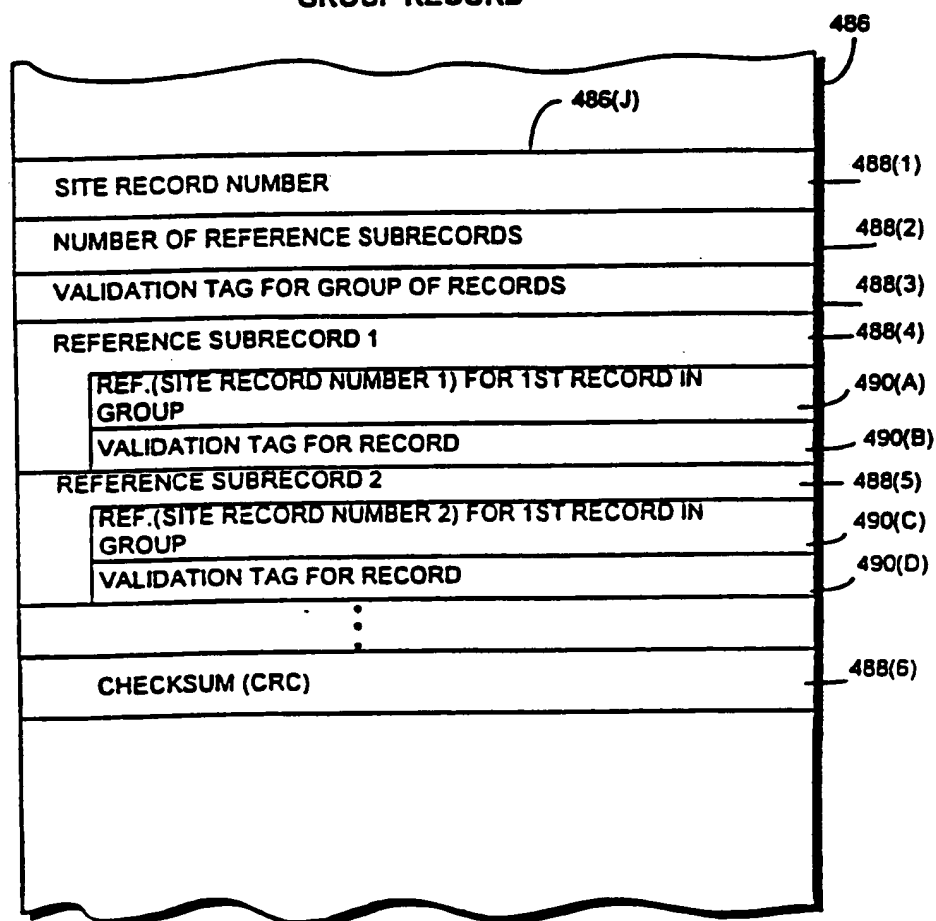 GROUP RECORD
486
486(J)
SITE RECORD NUMBER 488(1)
NUMBER OF REFERENCE SUBRECORDS 488(2)
VALIDATION TAG FOR GROUP OF RECORDS 488(3)
REFERENCE SUBRECORD 1 488(4)
REF.(SITE RECORD NUMBER 1) FOR 1ST RECORD IN
GROUP 490(A)
VALIDATION TAG FOR RECORD 490(B)
REFERENCE SUBRECORD 2 488(5)
REF.(SITE RECORD NUMBER 2) FOR 1ST RECORD IN
GROUP 490(C)
VALIDATION TAG FOR RECORD 490(D)
CHECKSUM (CRC) 488(6)